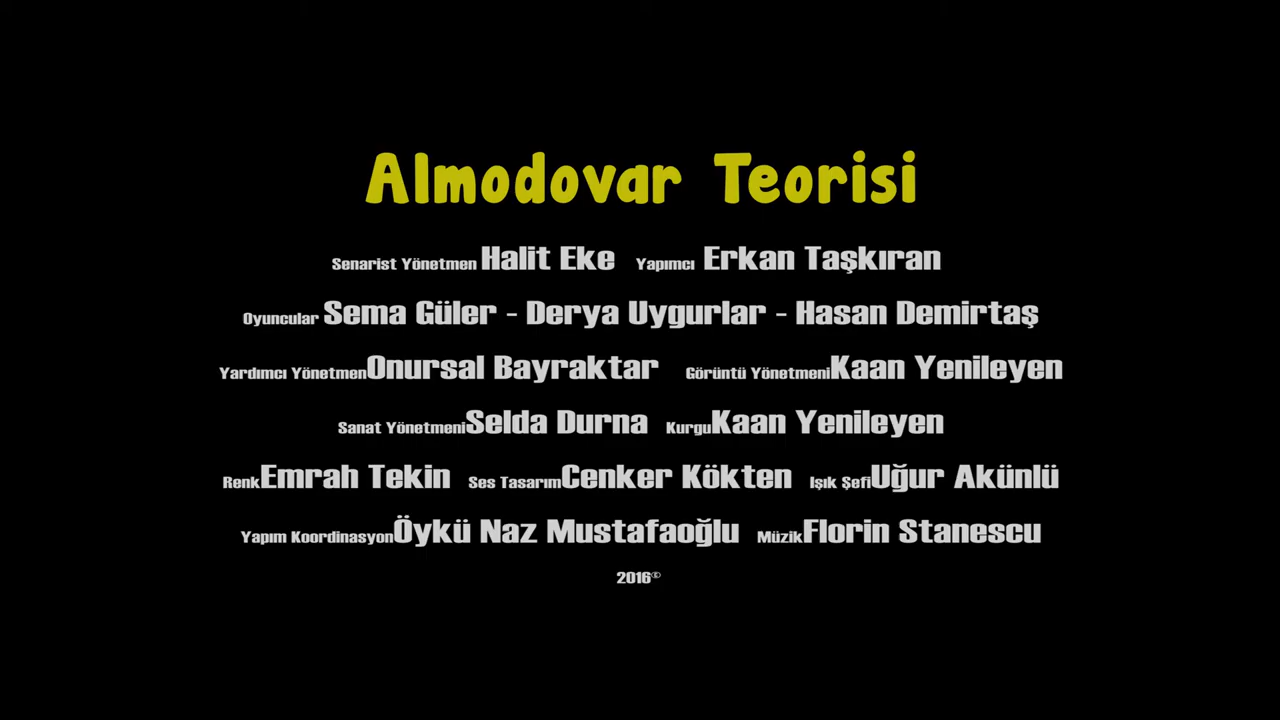 Almodovar Teorisi
Senarist Yönetmen Halit Eke Yapımcı Erkan Taşkıran
Oyuncular Sema Güler - Derya Uygurlar - Hasan Demirtaş
Yardımcı Yönetmen Onursal Bayraktar Görüntü Yönetmeni Kaan Yenileyen
Sanat Yönetmeni Selda Durna Kurgu Kaan Yenileyen
Renk Emrah Tekin Ses Tasarım Cenker Kökten Işık Şefi Uğur Akünlü
Yapım Koordinasyon Öykü Naz Mustafaoğlu Müzik Florin Stanescu
2016©